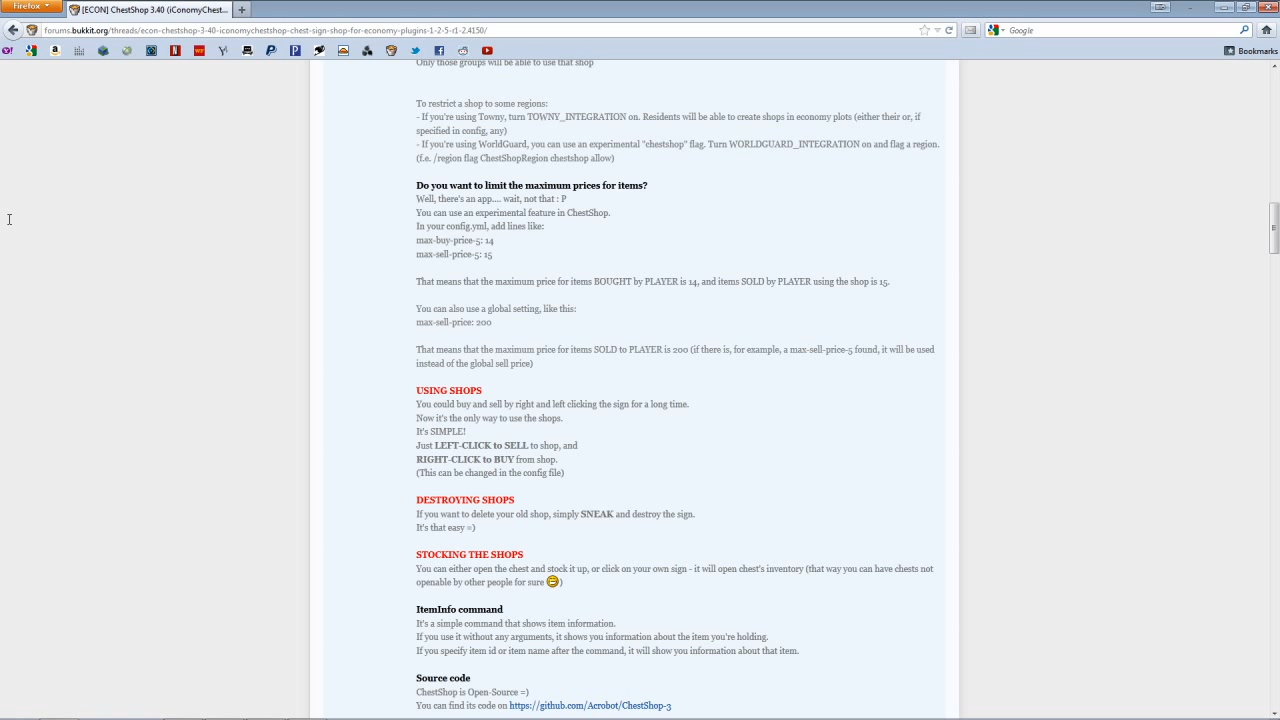 Firefox
[ECON] ChestShop 3.40 (iConomyChest...
forums.bukkit.org/threads/econ-chestshop-3-40-iconomychestshop-chest-sign-shop-for-economy-plugins-1-2-5-r1-2.4150/
Google
Bookmarks
Only those groups will be able to use that shop
To restrict a shop to some regions:
- If you're using Towny, turn TOWNY_INTEGRATION on. Residents will be able to create shops in economy plots (either their or, if
specified in config, any)
- If you're using WorldGuard, you can use an experimental "chestshop" flag. Turn WORLDGUARD_INTEGRATION on and flag a region.
(f.e. /region flag ChestShopRegion chestshop allow)
Do you want to limit the maximum prices for items?
Well, there's an app.... wait, not that : P
You can use an experimental feature in ChestShop.
In your config.yml, add lines like:
max-buy-price-5: 14
max-sell-price-5: 15
That means that the maximum price for items BOUGHT by PLAYER is 14, and items SOLD by PLAYER using the shop is 15.
You can also use a global setting, like this:
max-sell-price: 200
That means that the maximum price for items SOLD to PLAYER is 200 (if there is, for example, a max-sell-price-5 found, it will be used
instead of the global sell price)
USING SHOPS
You could buy and sell by right and left clicking the sign for a long time.
Now it's the only way to use the shops.
It's SIMPLE!
Just LEFT-CLICK to SELL to shop, and
RIGHT-CLICK to BUY from shop.
(This can be changed in the config file)
DESTROYING SHOPS
If you want to delete your old shop, simply SNEAK and destroy the sign.
It's that easy =)
STOCKING THE SHOPS
You can either open the chest and stock it up, or click on your own sign - it will open chest's inventory (that way you can have chests not
openable by other people for sure )
ItemInfo command
It's a simple command that shows item information.
If you use it without any arguments, it shows you information about the item you're holding.
If you specify item id or item name after the command, it will show you information about that item.
Source code
ChestShop is Open-Source =)
You can find its code on https://github.com/Acrobot/ChestShop-3